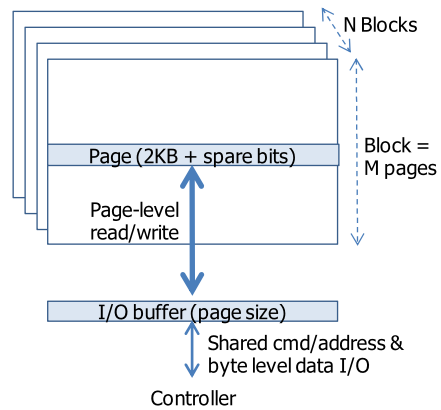 N Blocks
Page (2KB + spare bits)
Block =
M pages
Page-level
read/write
I/O buffer (page size)
Shared cmd/address &
byte level data I/O
Controller